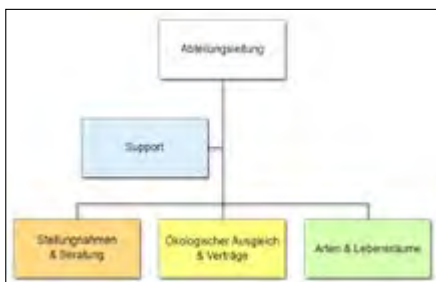 Abteilungsleitung
Support
Stellungnahmen
& Beratung
Ökologischer Ausgleich
& Verträge
Arten & Lebensräume